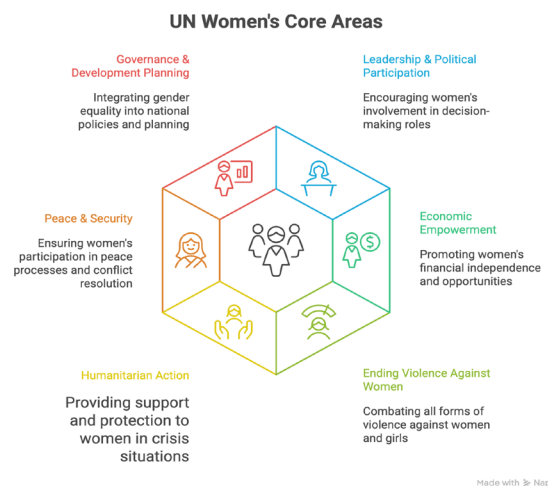 UN Women's Core Areas
Governance &
Development Planning
Integrating gender
equality into national
policies and planning
Leadership & Political
Participation
Encouraging women's
involvement in decision-
making roles
Peace & Security
Ensuring women's
participation in peace
processes and conflict
resolution
Economic
Empowerment
Promoting women's
financial independence
and opportunities
Humanitarian Action
Providing support
and protection to
women in crisis
situations
Ending Violence Against
Women
Combating all forms of
violence against women
and girls
Made with